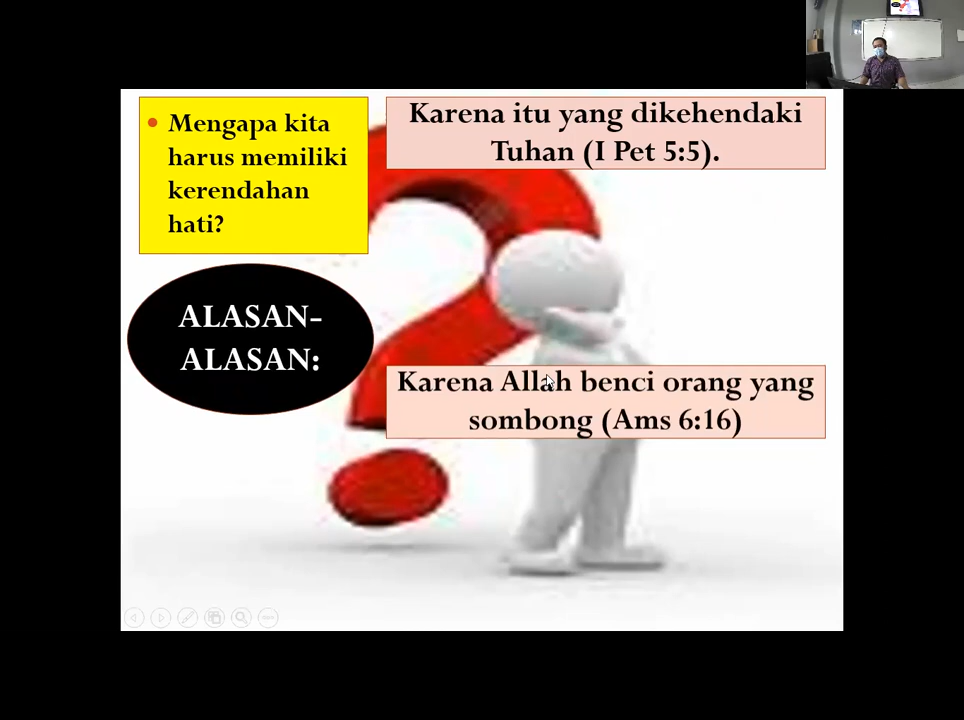 Mengapa kita
harus memiliki
kerendahan
hati?
Karena itu yang dikehendaki
Tuhan (I Pet 5:5).
ALASAN-
ALASAN:
Karena Allah benci orang yang
sombong (Ams 6:16)